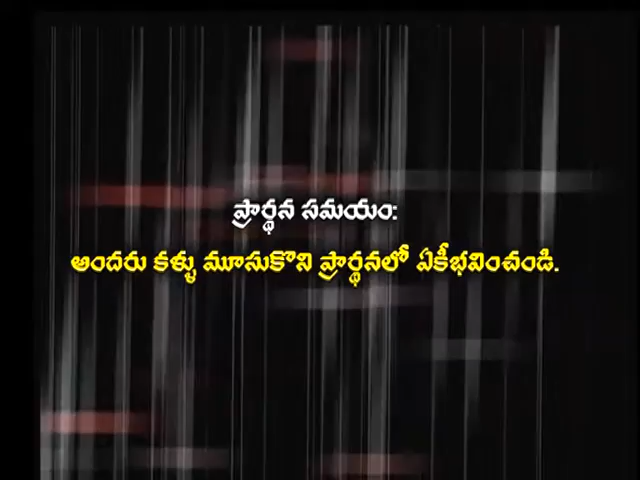 ప్రార్థన సమయం:
అందరు కళ్ళు మూసుకొని ప్రార్థనలో ఏకీభవించండి.